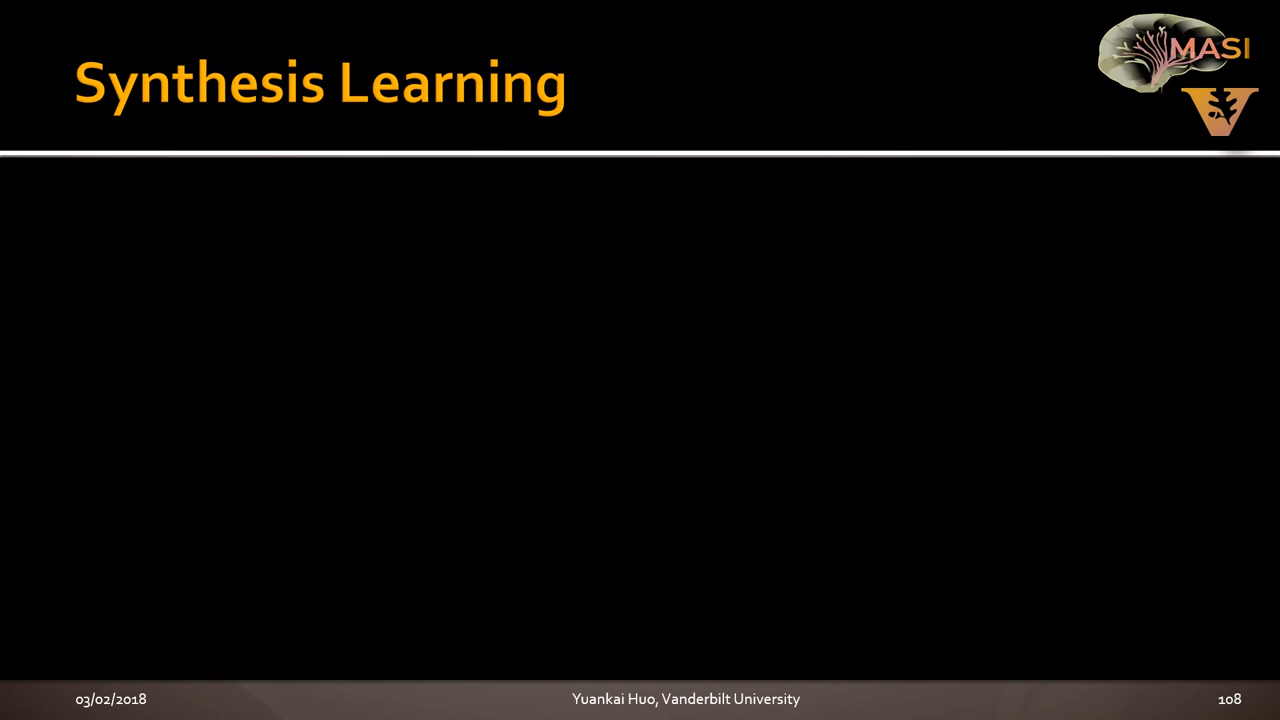 MASI
Synthesis Learning
V
03/02/2018
Yuankai Huo, Vanderbilt University
108